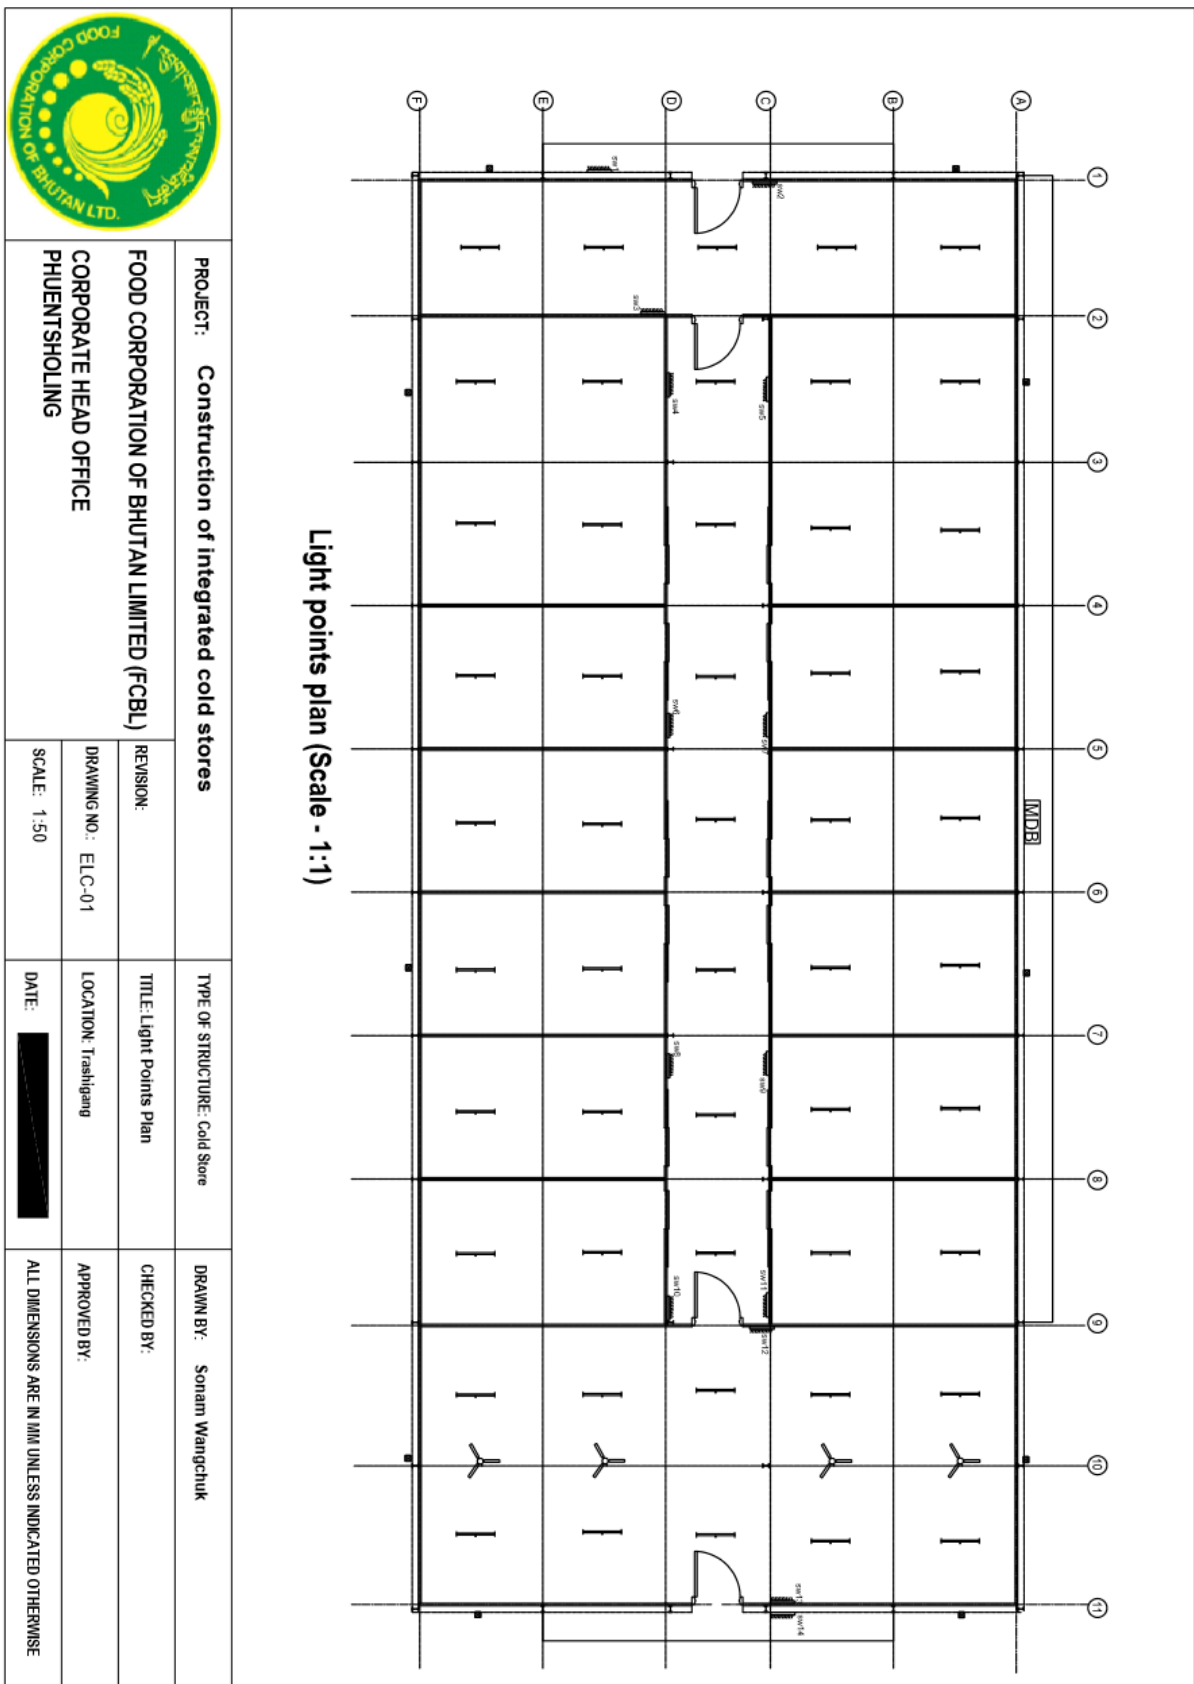 A
B
C
D
E
F
1
2
3
4
5
6
7
8
9
10
11
sw1
sw2
sw3
sw4
sw5
sw6
sw7
sw8
sw9
sw10
sw11
sw12
sw14
MDB
Light points plan (Scale - 1:1)
FOOD CORPORATION OF BHUTAN LTD.
PROJECT: Construction of integrated cold stores
FOOD CORPORATION OF BHUTAN LIMITED (FCBL)
CORPORATE HEAD OFFICE
PHUENTSHOLING
REVISION:
DRAWING NO.: ELC-01
SCALE: 1:50
TYPE OF STRUCTURE: Cold Store
TITLE: Light Points Plan
LOCATION: Trashigang
DATE:
DRAWN BY: Sonam Wangchuk
CHECKED BY:
APPROVED BY:
ALL DIMENSIONS ARE IN MM UNLESS INDICATED OTHERWISE